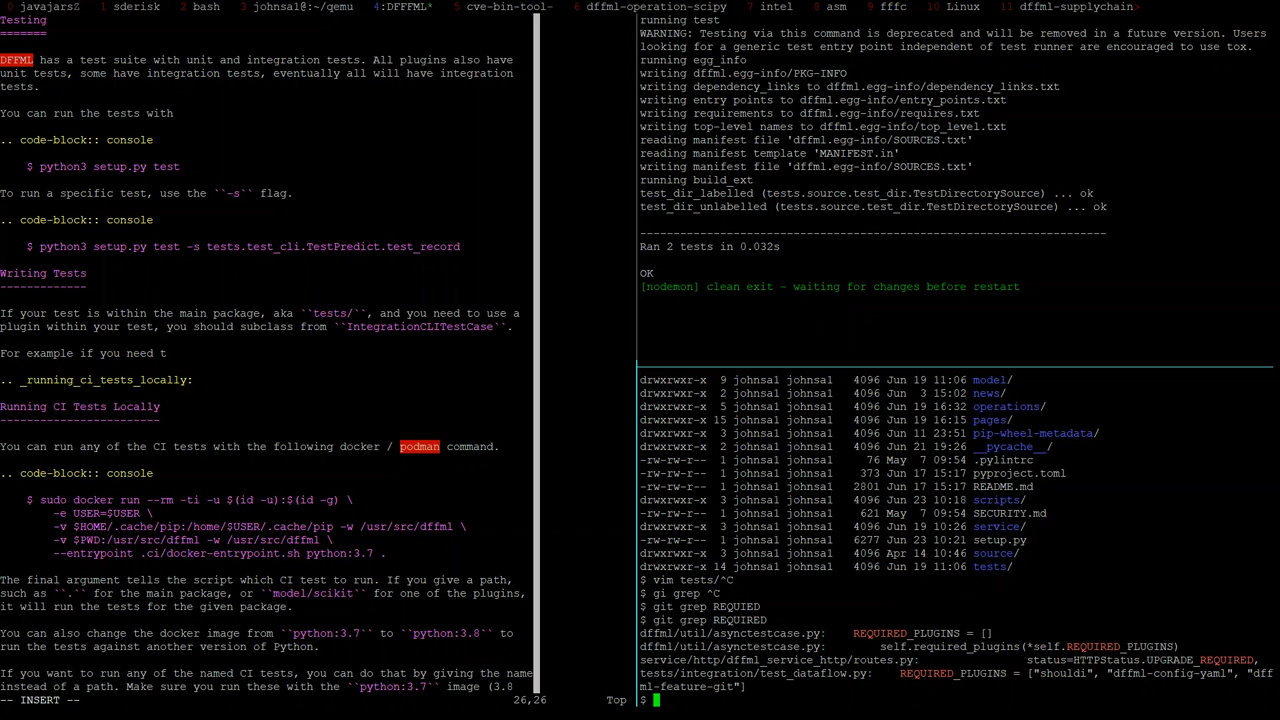 0 javajarsZ  1 sderisk  2 bash  3 johnsal@:~/qemu  4:DFFFML*  5 cve-bin-tool-  6 dffml-operation-scipy  7 intel  8 asm  9 fffc  10 Linux  11 dffml-supplychain>
Testing
=======
DFFML has a test suite with unit and integration tests. All plugins also have
unit tests, some have integration tests, eventually all will have integration
tests.
You can run the tests with
.. code-block:: console
$ python3 setup.py test
To run a specific test, use the ``-s`` flag.
.. code-block:: console
$ python3 setup.py test -s tests.test_cli.TestPredict.test_record
Writing Tests
-------------
If your test is within the main package, aka ``tests/``, and you need to use a
plugin within your test, you should subclass from ``IntegrationCLITestCase``.
For example if you need t
.. _running_ci_tests_locally:
Running CI Tests Locally
------------------------
You can run any of the CI tests with the following docker / podman command.
.. code-block:: console
$ sudo docker run --rm -ti -u $(id -u):$(id -g) \
-e USER=$USER \
-v $HOME/.cache/pip:/home/$USER/.cache/pip -w /usr/src/dffml \
-v $PWD:/usr/src/dffml -w /usr/src/dffml \
--entrypoint .ci/docker-entrypoint.sh python:3.7 .
The final argument tells the script which CI test to run. If you give a path,
such as ``.`` for the main package, or ``model/scikit`` for one of the plugins,
it will run the tests for the given package.
You can also change the docker image from ``python:3.7`` to ``python:3.8`` to
run the tests against another version of Python.
If you want to run any of the named CI tests, you can do that by giving the name
instead of a path. Make sure you run these with the ``python:3.7`` image (3.8
-- INSERT --  26,26  Top
running test
WARNING: Testing via this command is deprecated and will be removed in a future version. Users
looking for a generic test entry point independent of test runner are encouraged to use tox.
running egg_info
writing dffml.egg-info/PKG-INFO
writing dependency_links to dffml.egg-info/dependency_links.txt
writing entry points to dffml.egg-info/entry_points.txt
writing requirements to dffml.egg-info/requires.txt
writing top-level names to dffml.egg-info/top_level.txt
reading manifest file 'dffml.egg-info/SOURCES.txt'
reading manifest template 'MANIFEST.in'
writing manifest file 'dffml.egg-info/SOURCES.txt'
running build_ext
test_dir_labelled (tests.source.test_dir.TestDirectorySource) ... ok
test_dir_unlabelled (tests.source.test_dir.TestDirectorySource) ... ok
----------------------------------------------------------------------
Ran 2 tests in 0.032s
OK
[nodemon] clean exit - waiting for changes before restart
drwxrwxr-x  9 johnsa1 johnsa1   4096 Jun 19 11:06 model/
drwxrwxr-x  2 johnsa1 johnsa1   4096 Jun  3 15:02 news/
drwxrwxr-x  5 johnsa1 johnsa1   4096 Jun 19 16:32 operations/
drwxrwxr-x 15 johnsa1 johnsa1   4096 Jun 19 16:15 pages/
drwxrwxr-x  3 johnsa1 johnsa1   4096 Jun 11 23:51 pip-wheel-metadata/
drwxrwxr-x  2 johnsa1 johnsa1   4096 Jun 21 19:26 __pycache__/
-rw-rw-r--  1 johnsa1 johnsa1     76 May  7 09:54 .pylintrc
-rw-rw-r--  1 johnsa1 johnsa1    373 Jun 17 15:17 pyproject.toml
-rw-rw-r--  1 johnsa1 johnsa1   2801 Jun 17 15:17 README.md
drwxrwxr-x  3 johnsa1 johnsa1   4096 Jun 23 10:18 scripts/
-rw-rw-r--  1 johnsa1 johnsa1    621 May  7 09:54 SECURITY.md
drwxrwxr-x  3 johnsa1 johnsa1   4096 Jun 19 10:26 service/
-rw-rw-r--  1 johnsa1 johnsa1   6277 Jun 23 10:21 setup.py
drwxrwxr-x  3 johnsa1 johnsa1   4096 Apr 14 10:46 source/
drwxrwxr-x 14 johnsa1 johnsa1   4096 Jun 19 11:06 tests/
$ vim tests/^C
$ gi grep ^C
$ git grep REQUIED
$ git grep REQUIRED
dffml/util/asynctestcase.py:    REQUIRED_PLUGINS = []
dffml/util/asynctestcase.py:        self.required_plugins(*self.REQUIRED_PLUGINS)
service/http/dffml_service_http/routes.py:        status=HTTPStatus.UPGRADE_REQUIRED,
tests/integration/test_dataflow.py:    REQUIRED_PLUGINS = ["shouldi", "dffml-config-yaml", "dff
ml-feature-git"]
$